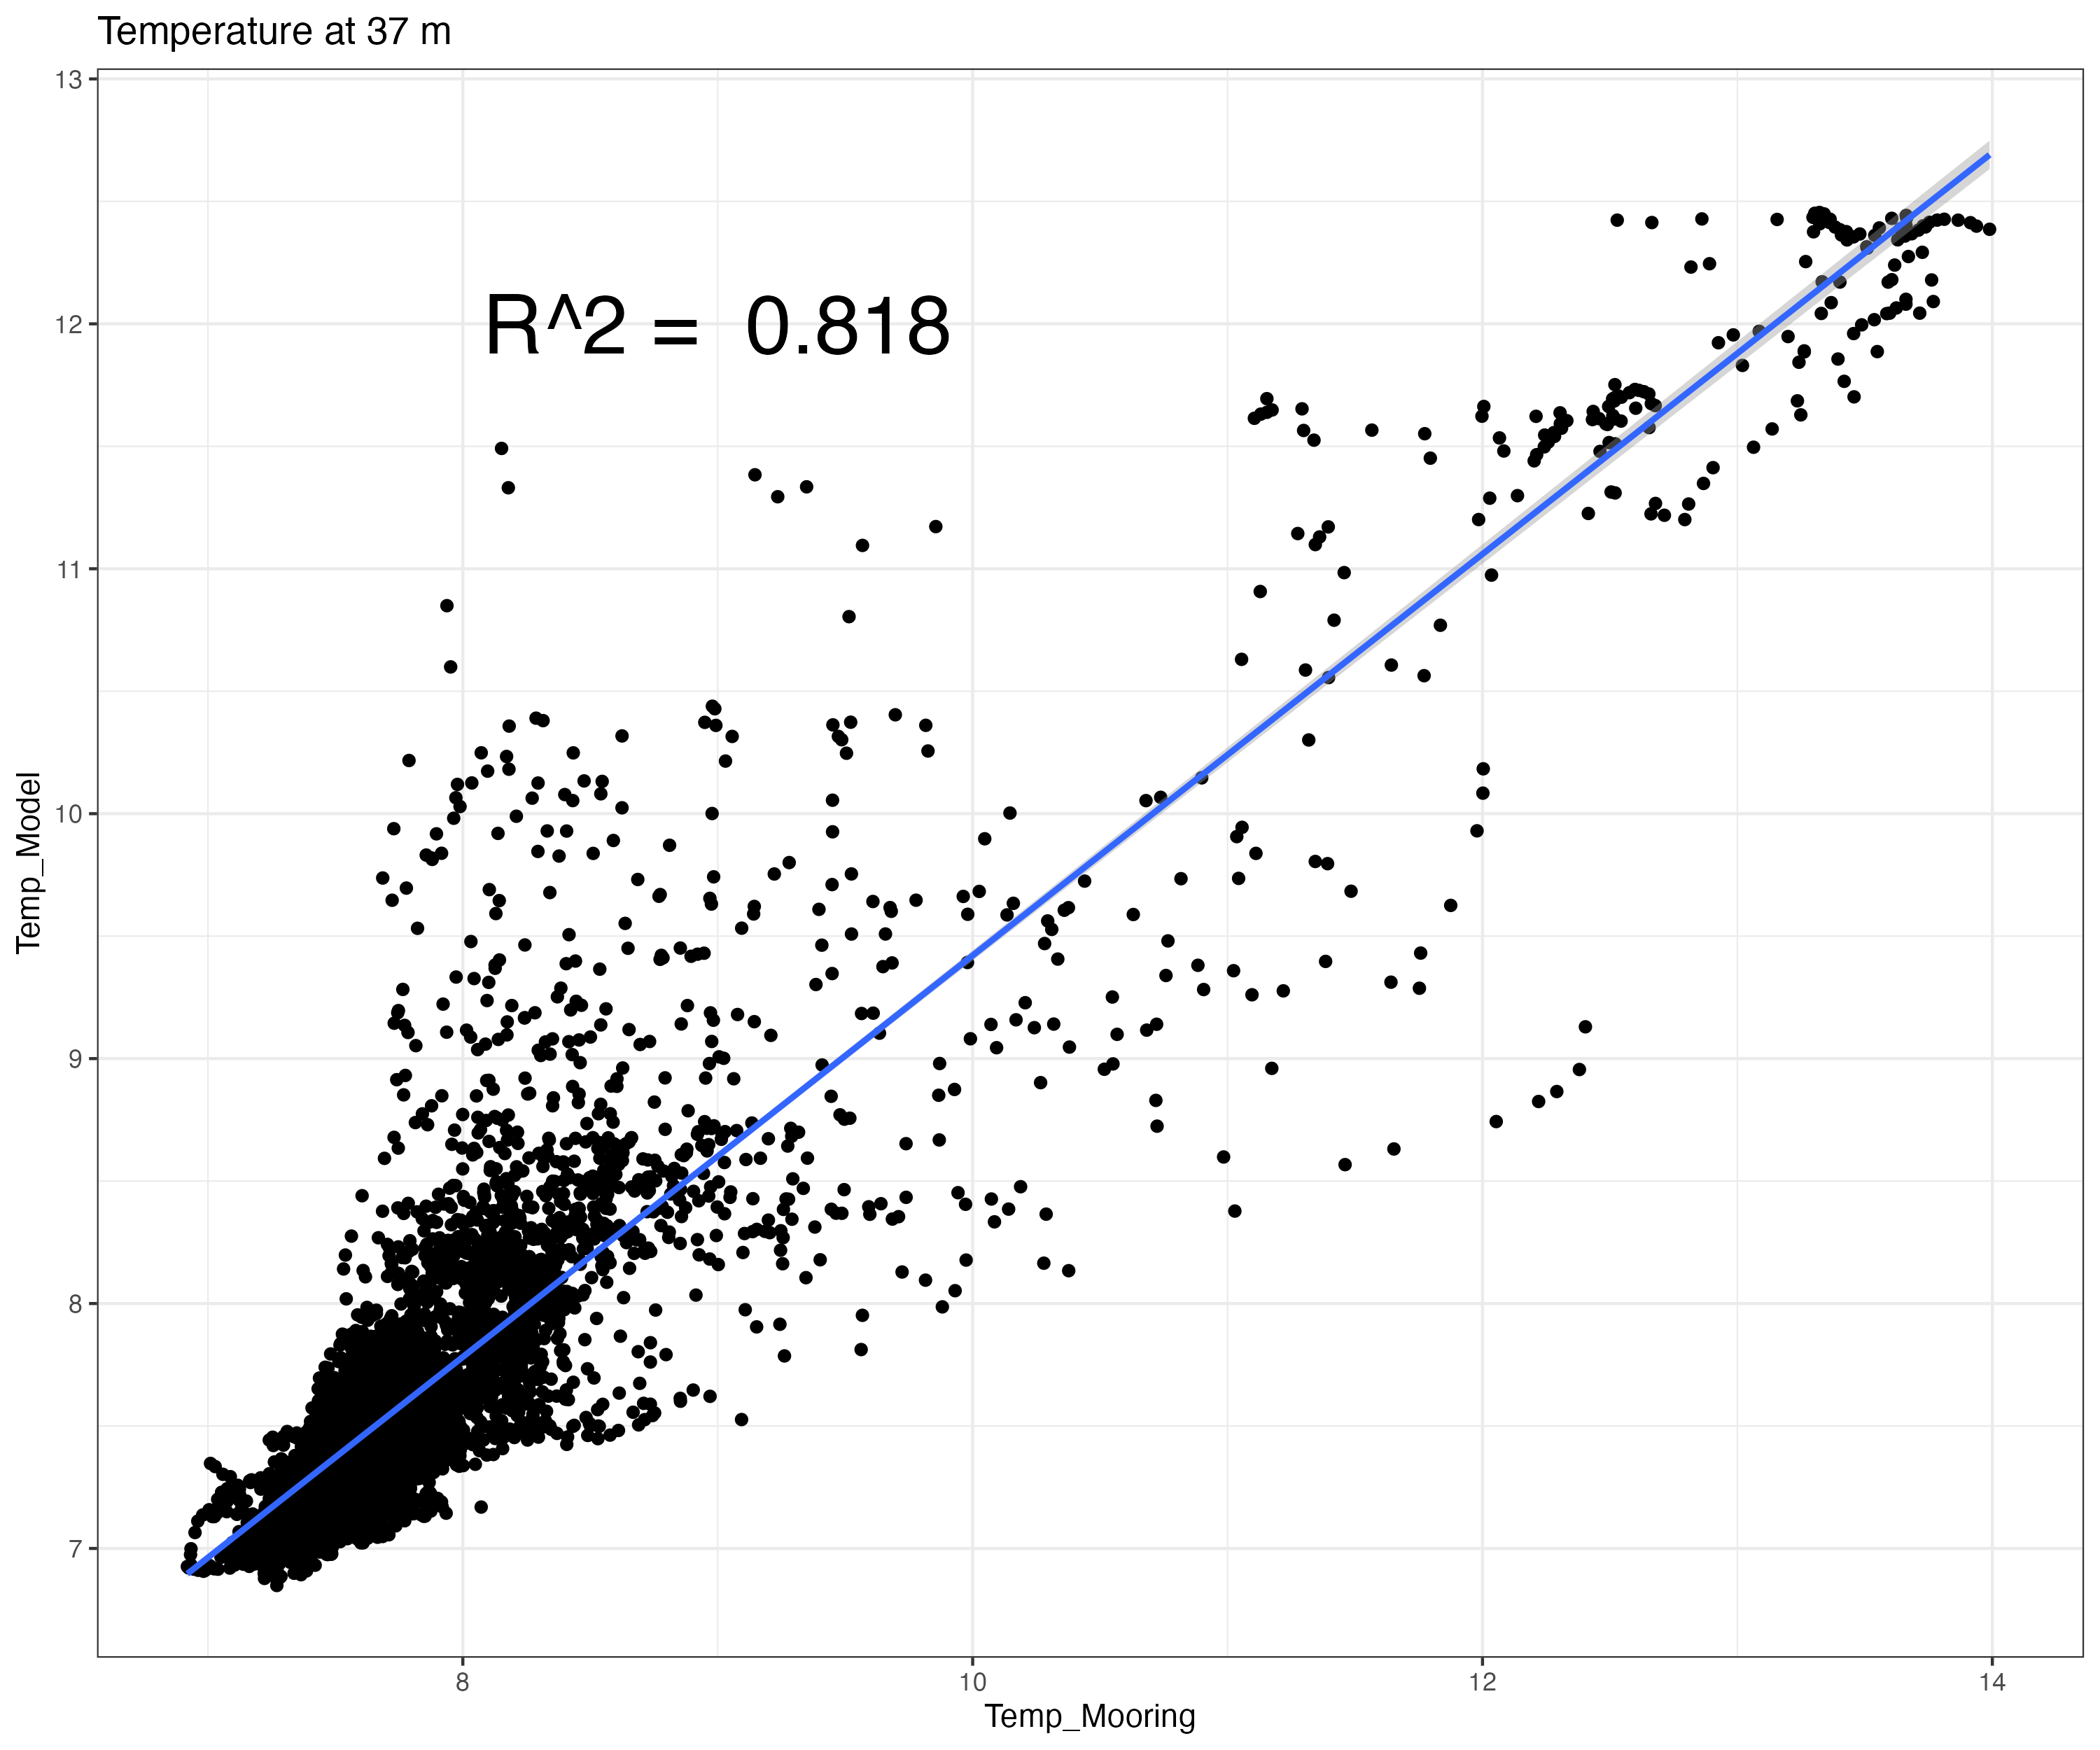 Temperature at 37 m
13
12
11
10
9
8
7
R^2 =  0.818
Temp_Model
8
10
12
14
Temp_Mooring